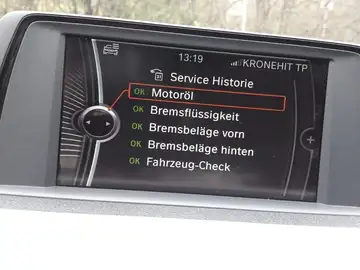 13:19 KRONEHIT TP
Service Historie
OK Motoröl
OK Bremsflüssigkeit
OK Bremsbeläge vorn
OK Bremsbeläge hinten
OK Fahrzeug-Check